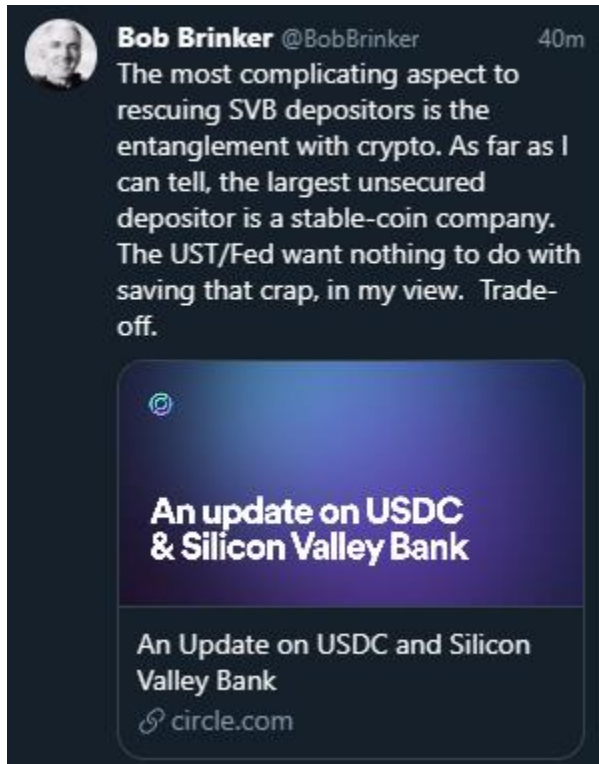 Bob Brinker @BobBrinker 40m
The most complicating aspect to
rescuing SVB depositors is the
entanglement with crypto. As far as I
can tell, the largest unsecured
depositor is a stable-coin company.
The UST/Fed want nothing to do with
saving that crap, in my view.  Trade-
off.
An update on USDC
& Silicon Valley Bank
An Update on USDC and Silicon
Valley Bank
circle.com